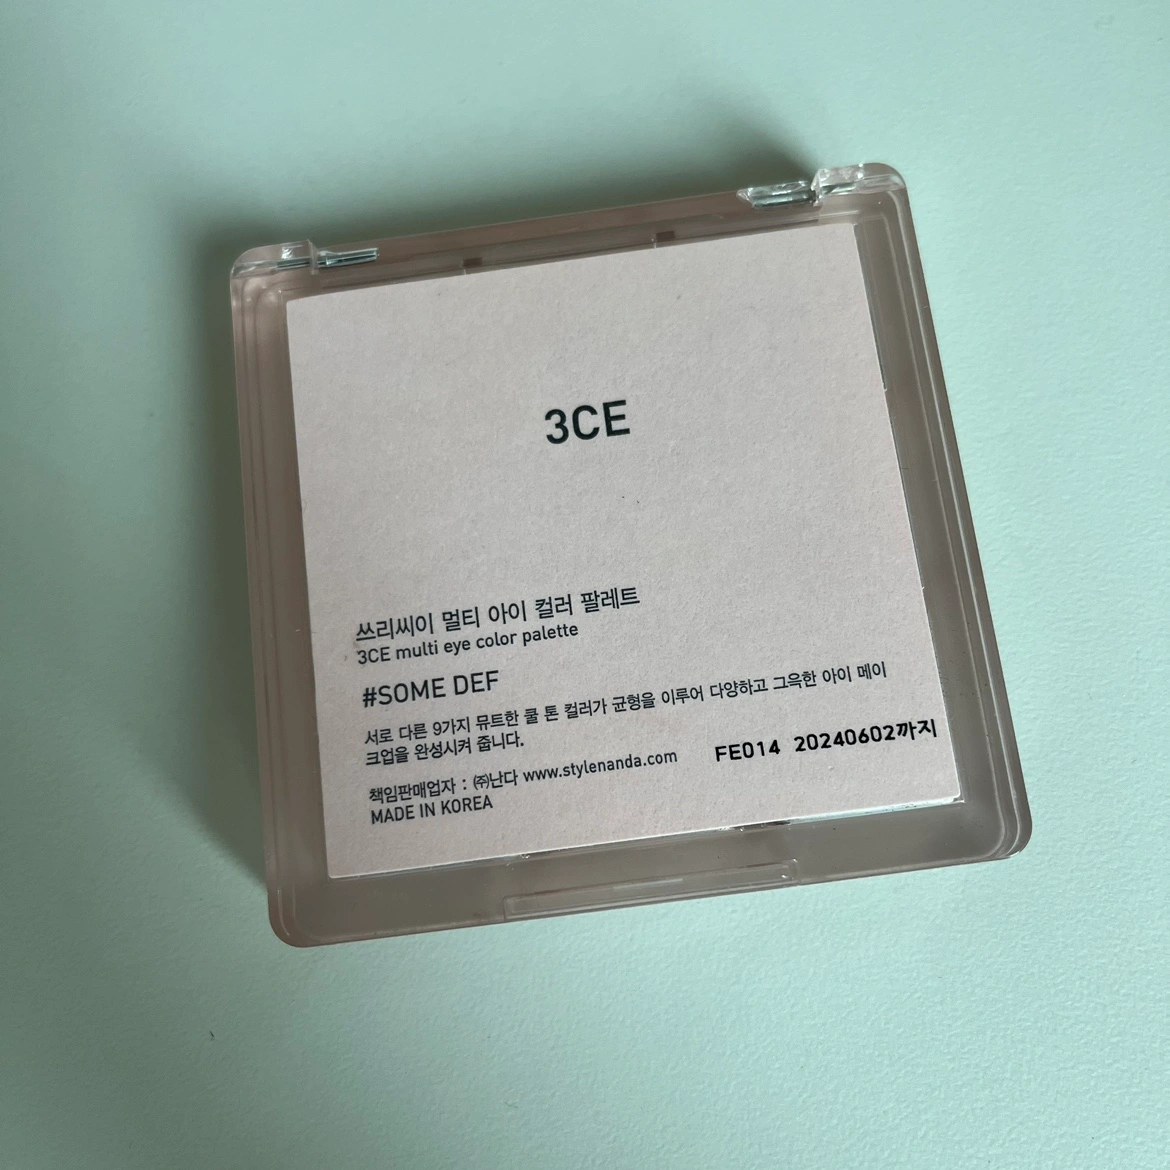 3CE
쓰리씨이 멀티 아이 컬러 팔레트
3CE multi eye color palette
#SOME DEF
서로 다른 9가지 뮤트한 쿨 톤 컬러가 균형을 이루어 다양하고 그윽한 아이 메이
크업을 완성시켜 줍니다.
책임판매업자 : ㈜난다 www.stylenanda.com
FE014 20240602까지
MADE IN KOREA